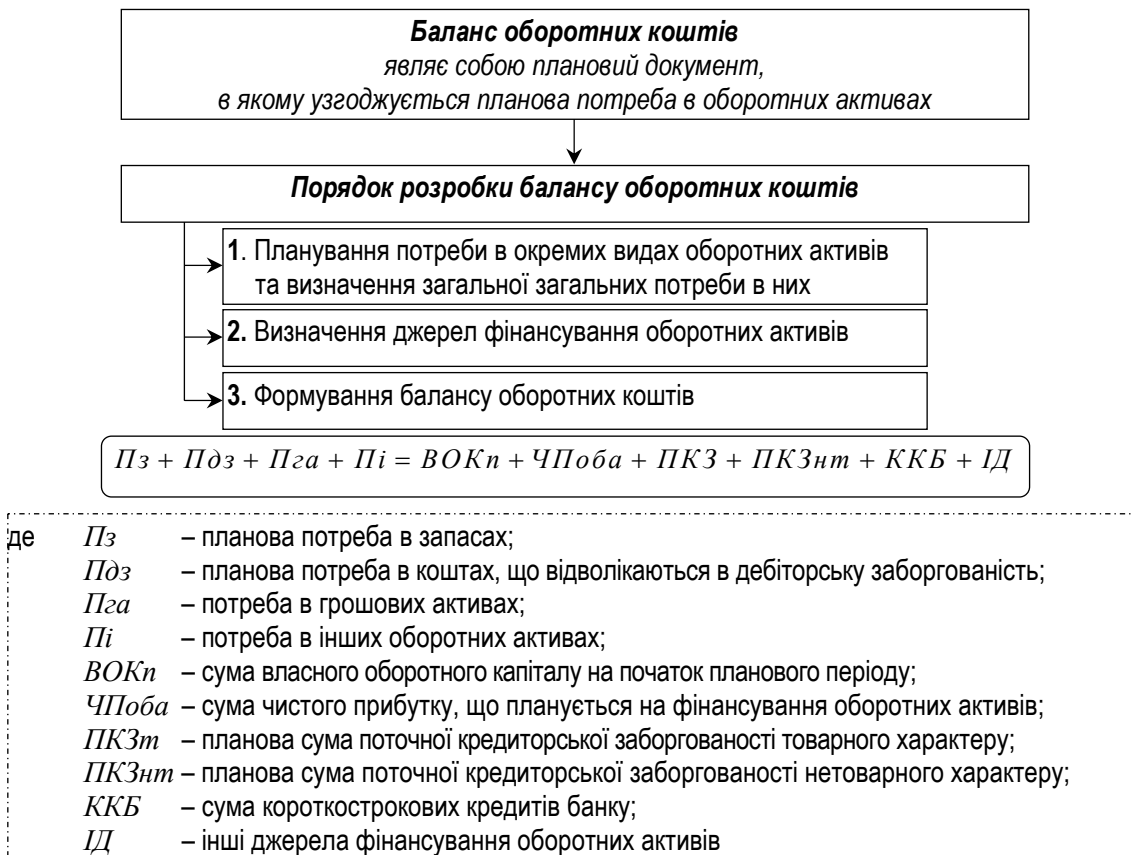 Баланс оборотних коштів
являє собою плановий документ,
в якому узгоджується планова потреба в оборотних активах
Порядок розробки балансу оборотних коштів
1. Планування потреби в окремих видах оборотних активів
та визначення загальної загальних потреби в них
2. Визначення джерел фінансування оборотних активів
3. Формування балансу оборотних коштів
Пз + Пдз + Пга + Пі = ВОКп + ЧПоба + ПКЗ + ПКЗнт + ККБ + ІД
де Пз – планова потреба в запасах;
Пдз – планова потреба в коштах, що відволікаються в дебіторську заборгованість;
Пга – потреба в грошових активах;
Пі – потреба в інших оборотних активах;
ВОКп – сума власного оборотного капіталу на початок планового періоду;
ЧПоба – сума чистого прибутку, що планується на фінансування оборотних активів;
ПКЗт – планова сума поточної кредиторської заборгованості товарного характеру;
ПКЗнт – планова сума поточної кредиторської заборгованості нетоварного характеру;
ККБ – сума короткострокових кредитів банку;
ІД – інші джерела фінансування оборотних активів